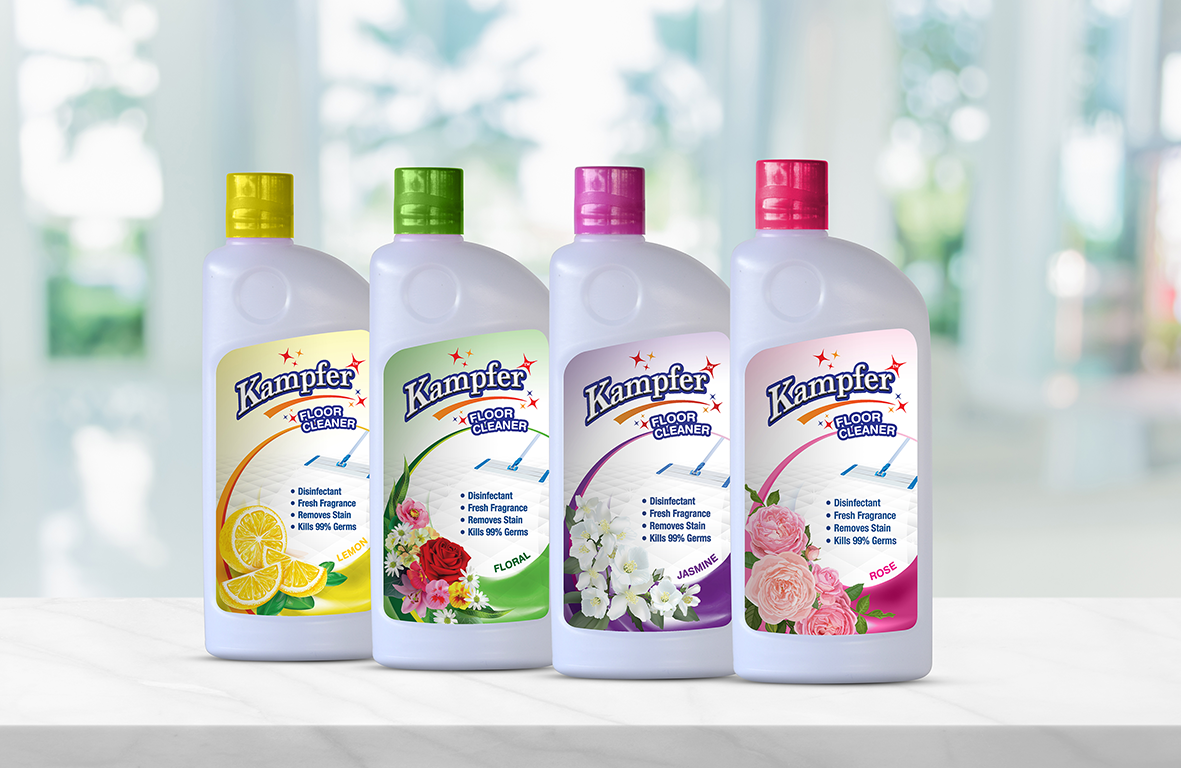 Kampfer
FLOOR
CLEANER
• Disinfectant
• Fresh Fragrance
• Removes Stain
• Kills 99% Germs
LEMON
Kampfer
FLOOR
CLEANER
• Disinfectant
• Fresh Fragrance
• Removes Stain
• Kills 99% Germs
FLORAL
Kampfer
FLOOR
CLEANER
• Disinfectant
• Fresh Fragrance
• Removes Stain
• Kills 99% Germs
JASMINE
Kampfer
FLOOR
CLEANER
• Disinfectant
• Fresh Fragrance
• Removes Stain
• Kills 99% Germs
ROSE